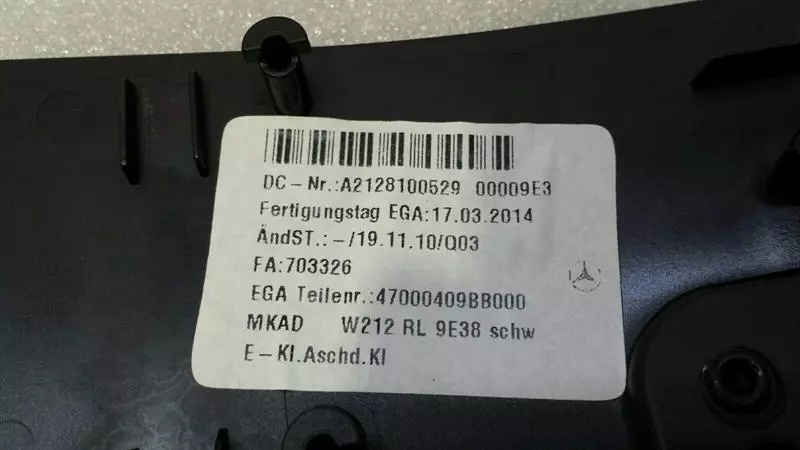 DC-Nr.:A2128100529 00009E3
Fertigungstag EGA:17.03.2014
ÄndST.:-/19.11.10/Q03
FA:703326
EGA Teilenr.:47000409BB000
MKAD W212 RL 9E38 schw
E-Kl.Aschd.Kl